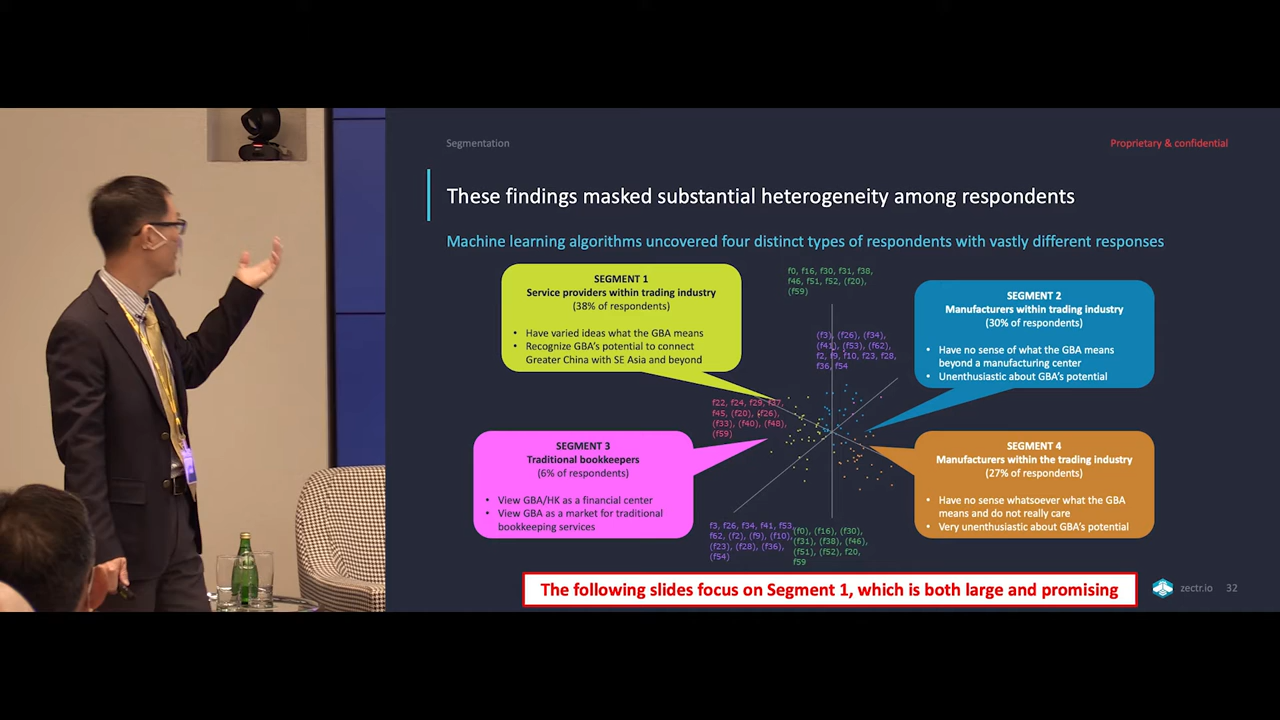 Segmentation
Proprietary & confidential
These findings masked substantial heterogeneity among respondents
Machine learning algorithms uncovered four distinct types of respondents with vastly different responses
SEGMENT 1
Service providers within trading industry
(38% of respondents)
• Have varied ideas what the GBA means
• Recognize GBA's potential to connect
Greater China with SE Asia and beyond
f0, f16, f30, f31, f38,
f46, f51, f52, (f20),
(f59)
SEGMENT 2
Manufacturers within trading industry
(30% of respondents)
• Have no sense of what the GBA means
beyond a manufacturing center
• Unenthusiastic about GBA's potential
(f3), (f26), (f34),
(f41), (f53), (f62),
f2, f9, f10, f23, f28,
f36, f54
f22, f24, f29, f37,
f45, (f20), (f26),
(f33), (f40), (f48),
(f59)
SEGMENT 3
Traditional bookkeepers
(6% of respondents)
• View GBA/HK as a financial center
• View GBA as a market for traditional
bookkeeping services
SEGMENT 4
Manufacturers within the trading industry
(27% of respondents)
• Have no sense whatsoever what the GBA
means and do not really care
• Very unenthusiastic about GBA's potential
f3, f26, f34, f41, f53,
f62, (f2), (f9), (f10),
(f23), (f28), (f36),
(f54)
(f0), (f16), (f30),
(f31), (f38), (f46),
(f51), (f52), f20,
f59
The following slides focus on Segment 1, which is both large and promising
zectr.io 32